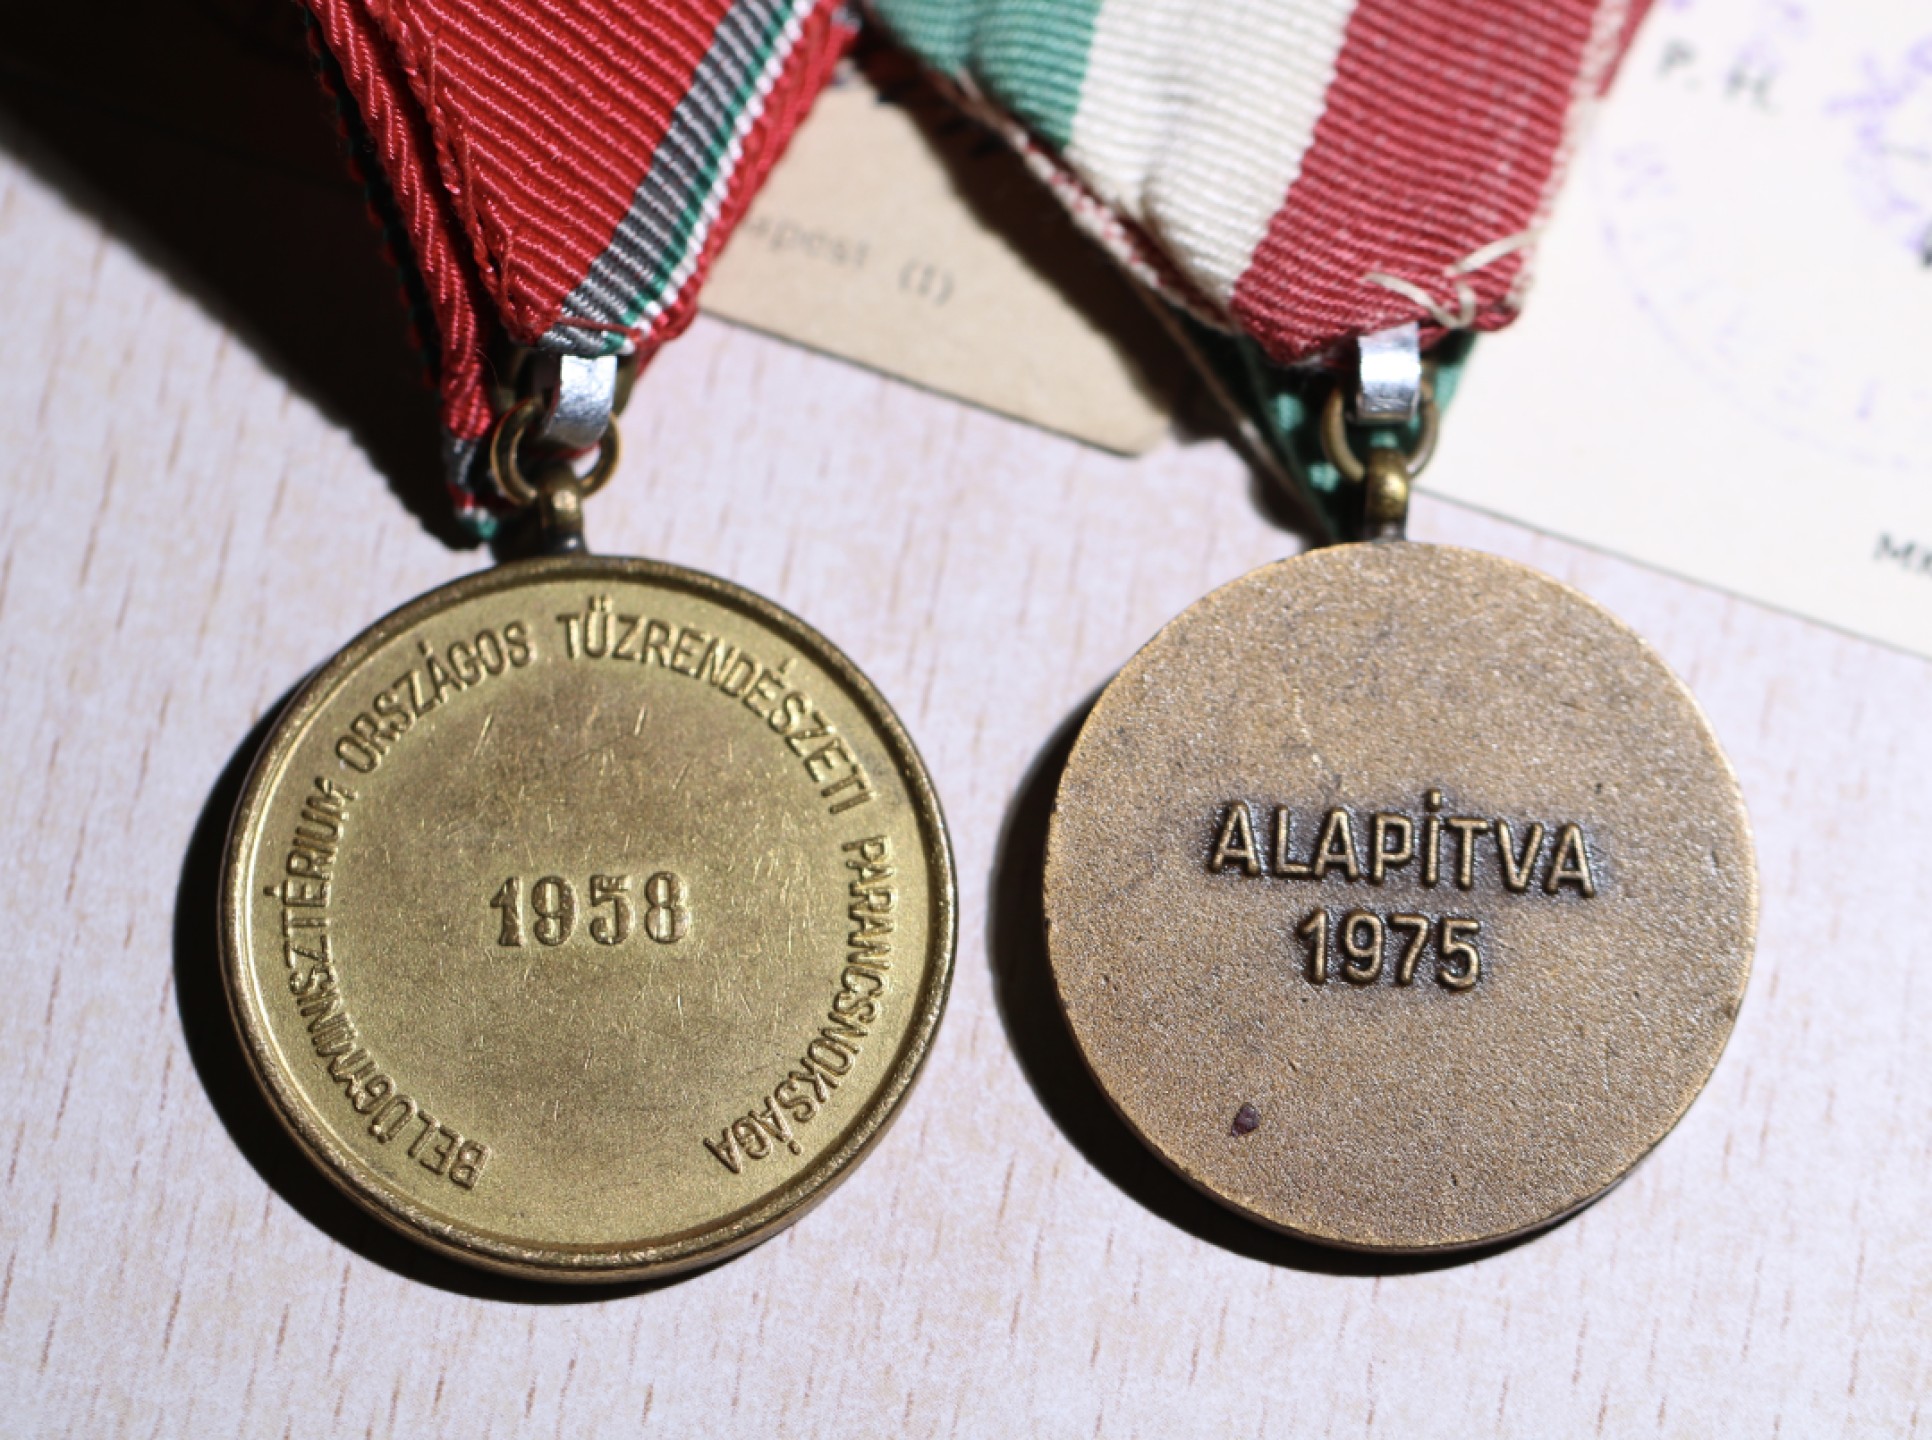 BELÜGYMINISZTÉRIUM ORSZÁGOS TŰZRENDÉSZETI PARANCSNOKSÁGA
1958
ALAPÍTVA
1975
P. H.
(I)